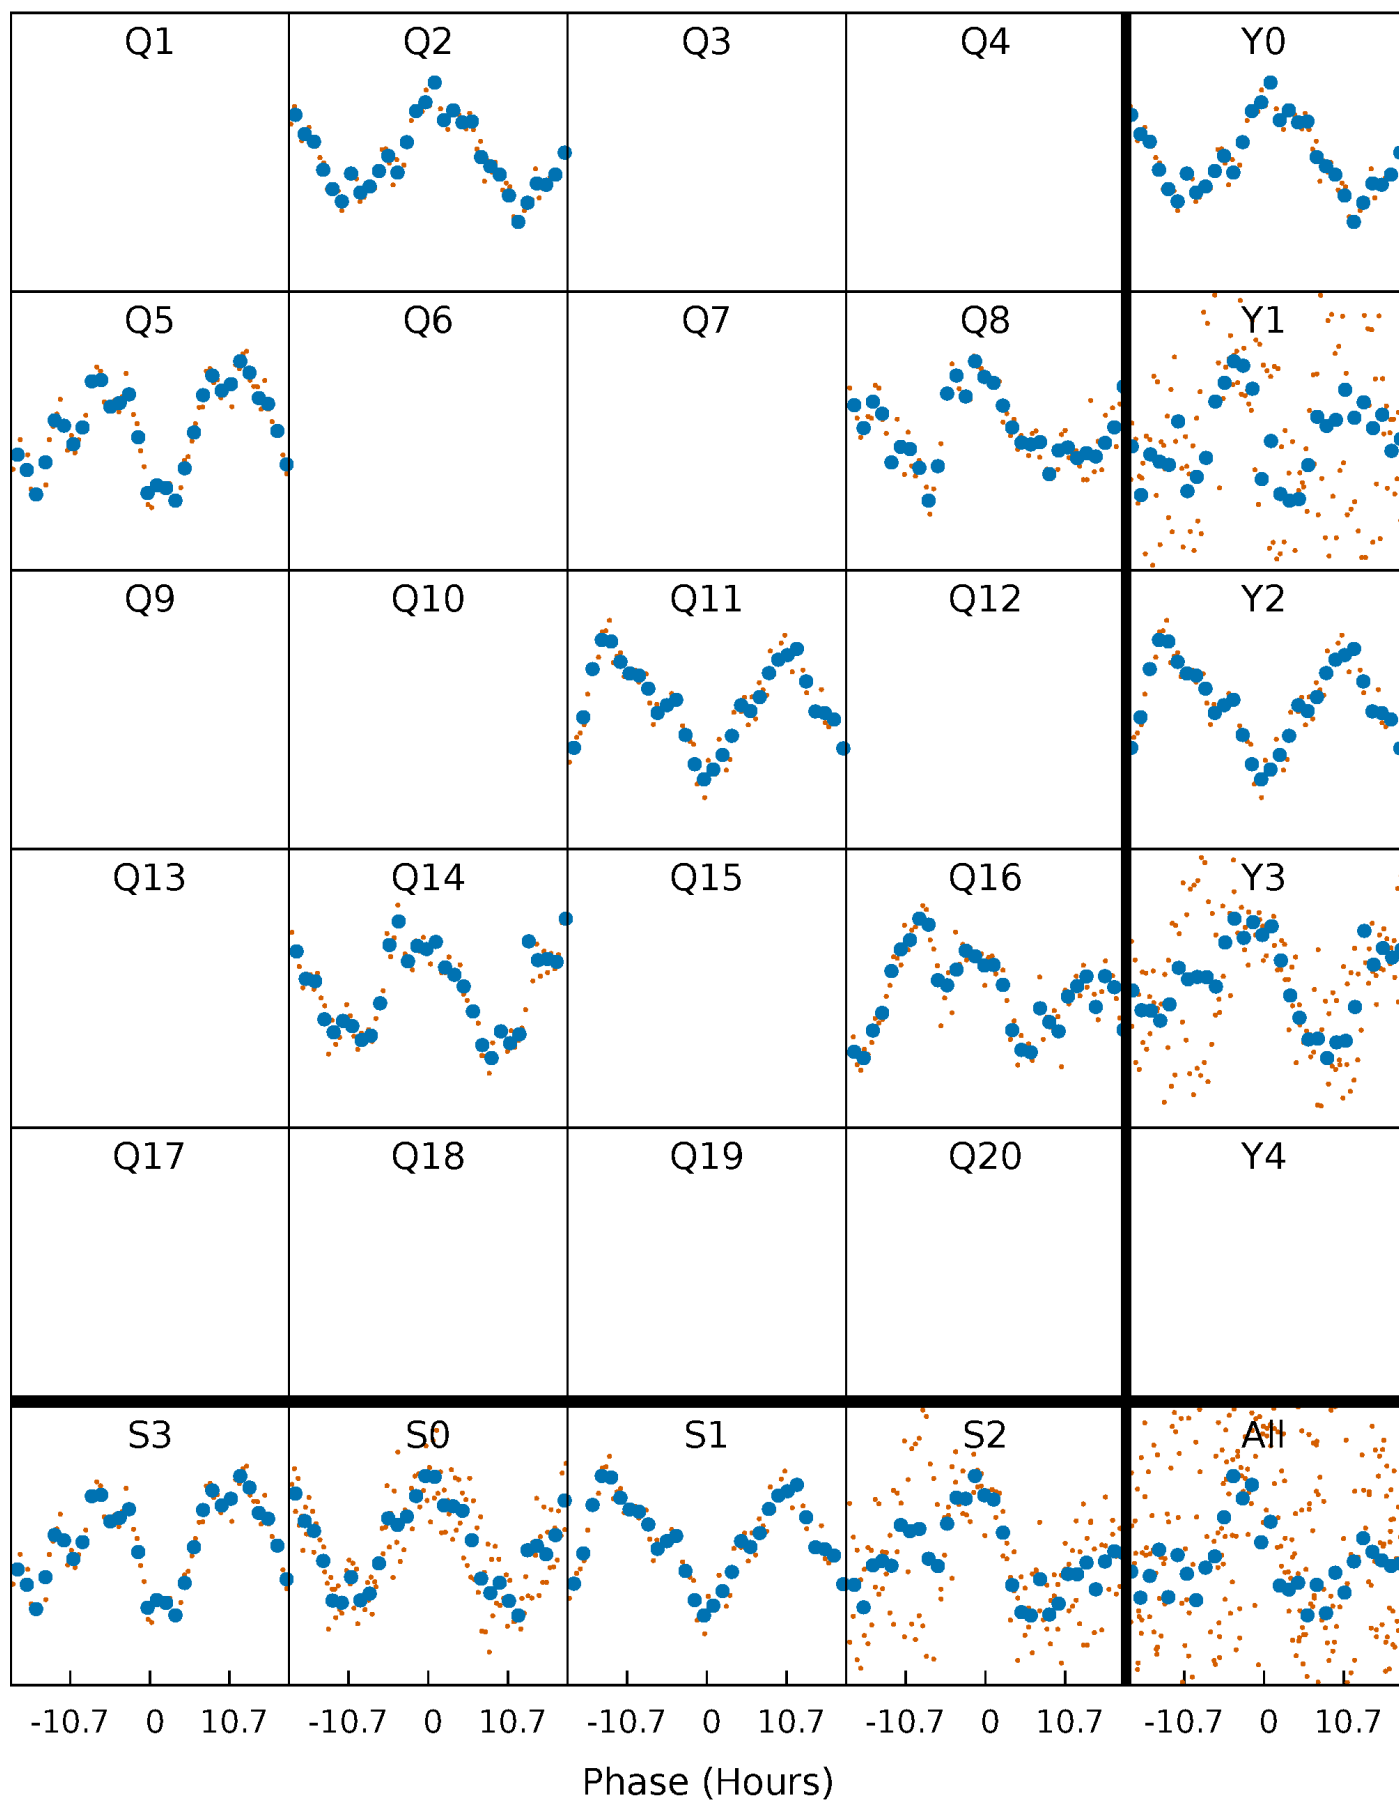 Q1 Q2 Q3 Q4 Y0
Q5 Q6 Q7 Q8 Y1
Q9 Q10 Q11 Q12 Y2
Q13 Q14 Q15 Q16 Y3
Q17 Q18 Q19 Q20 Y4
S3 S0 S1 S2 All
-10.7 0 10.7 -10.7 0 10.7 -10.7 0 10.7 -10.7 0 10.7 -10.7 0 10.7
Phase (Hours)